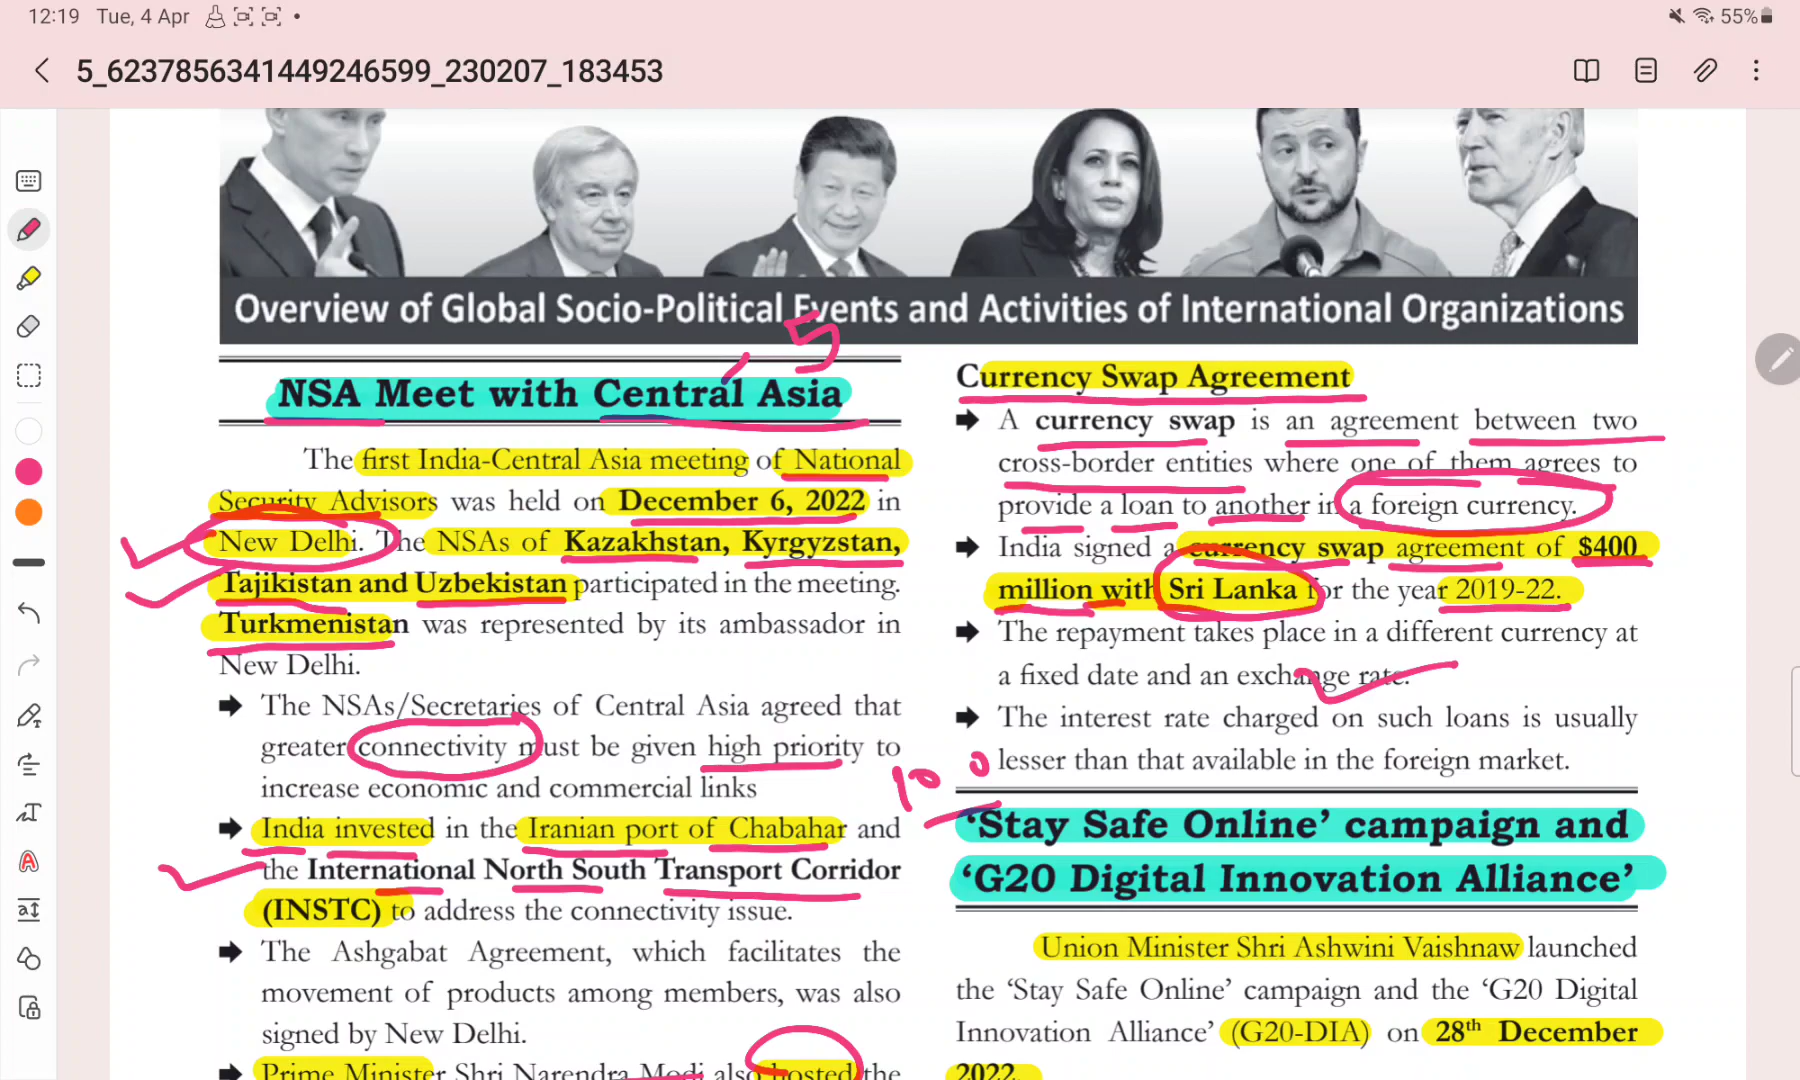 12:19 Tue, 4 Apr
55%
5_6237856341449246599_230207_183453
Overview of Global Socio-Political Events and Activities of International Organizations
, 5
NSA Meet with Central Asia
The first India-Central Asia meeting of National
Security Advisors was held on December 6, 2022 in
New Delhi. The NSAs of Kazakhstan, Kyrgyzstan,
Tajikistan and Uzbekistan participated in the meeting.
Turkmenistan was represented by its ambassador in
New Delhi.
The NSAs/Secretaries of Central Asia agreed that
greater connectivity must be given high priority to
increase economic and commercial links
India invested in the Iranian port of Chabahar and
the International North South Transport Corridor
(INSTC) to address the connectivity issue.
The Ashgabat Agreement, which facilitates the
movement of products among members, was also
signed by New Delhi.
Prime Minister Shri Narendra Modi also hosted the
Currency Swap Agreement
A currency swap is an agreement between two
cross-border entities where one of them agrees to
provide a loan to another in a foreign currency.
India signed a currency swap agreement of $400
million with Sri Lanka for the year 2019-22.
The repayment takes place in a different currency at
a fixed date and an exchange rate.
The interest rate charged on such loans is usually
lesser than that available in the foreign market.
‘Stay Safe Online’ campaign and
‘G20 Digital Innovation Alliance’
Union Minister Shri Ashwini Vaishnaw launched
the ‘Stay Safe Online’ campaign and the ‘G20 Digital
Innovation Alliance’ (G20-DIA) on 28th December
2022.